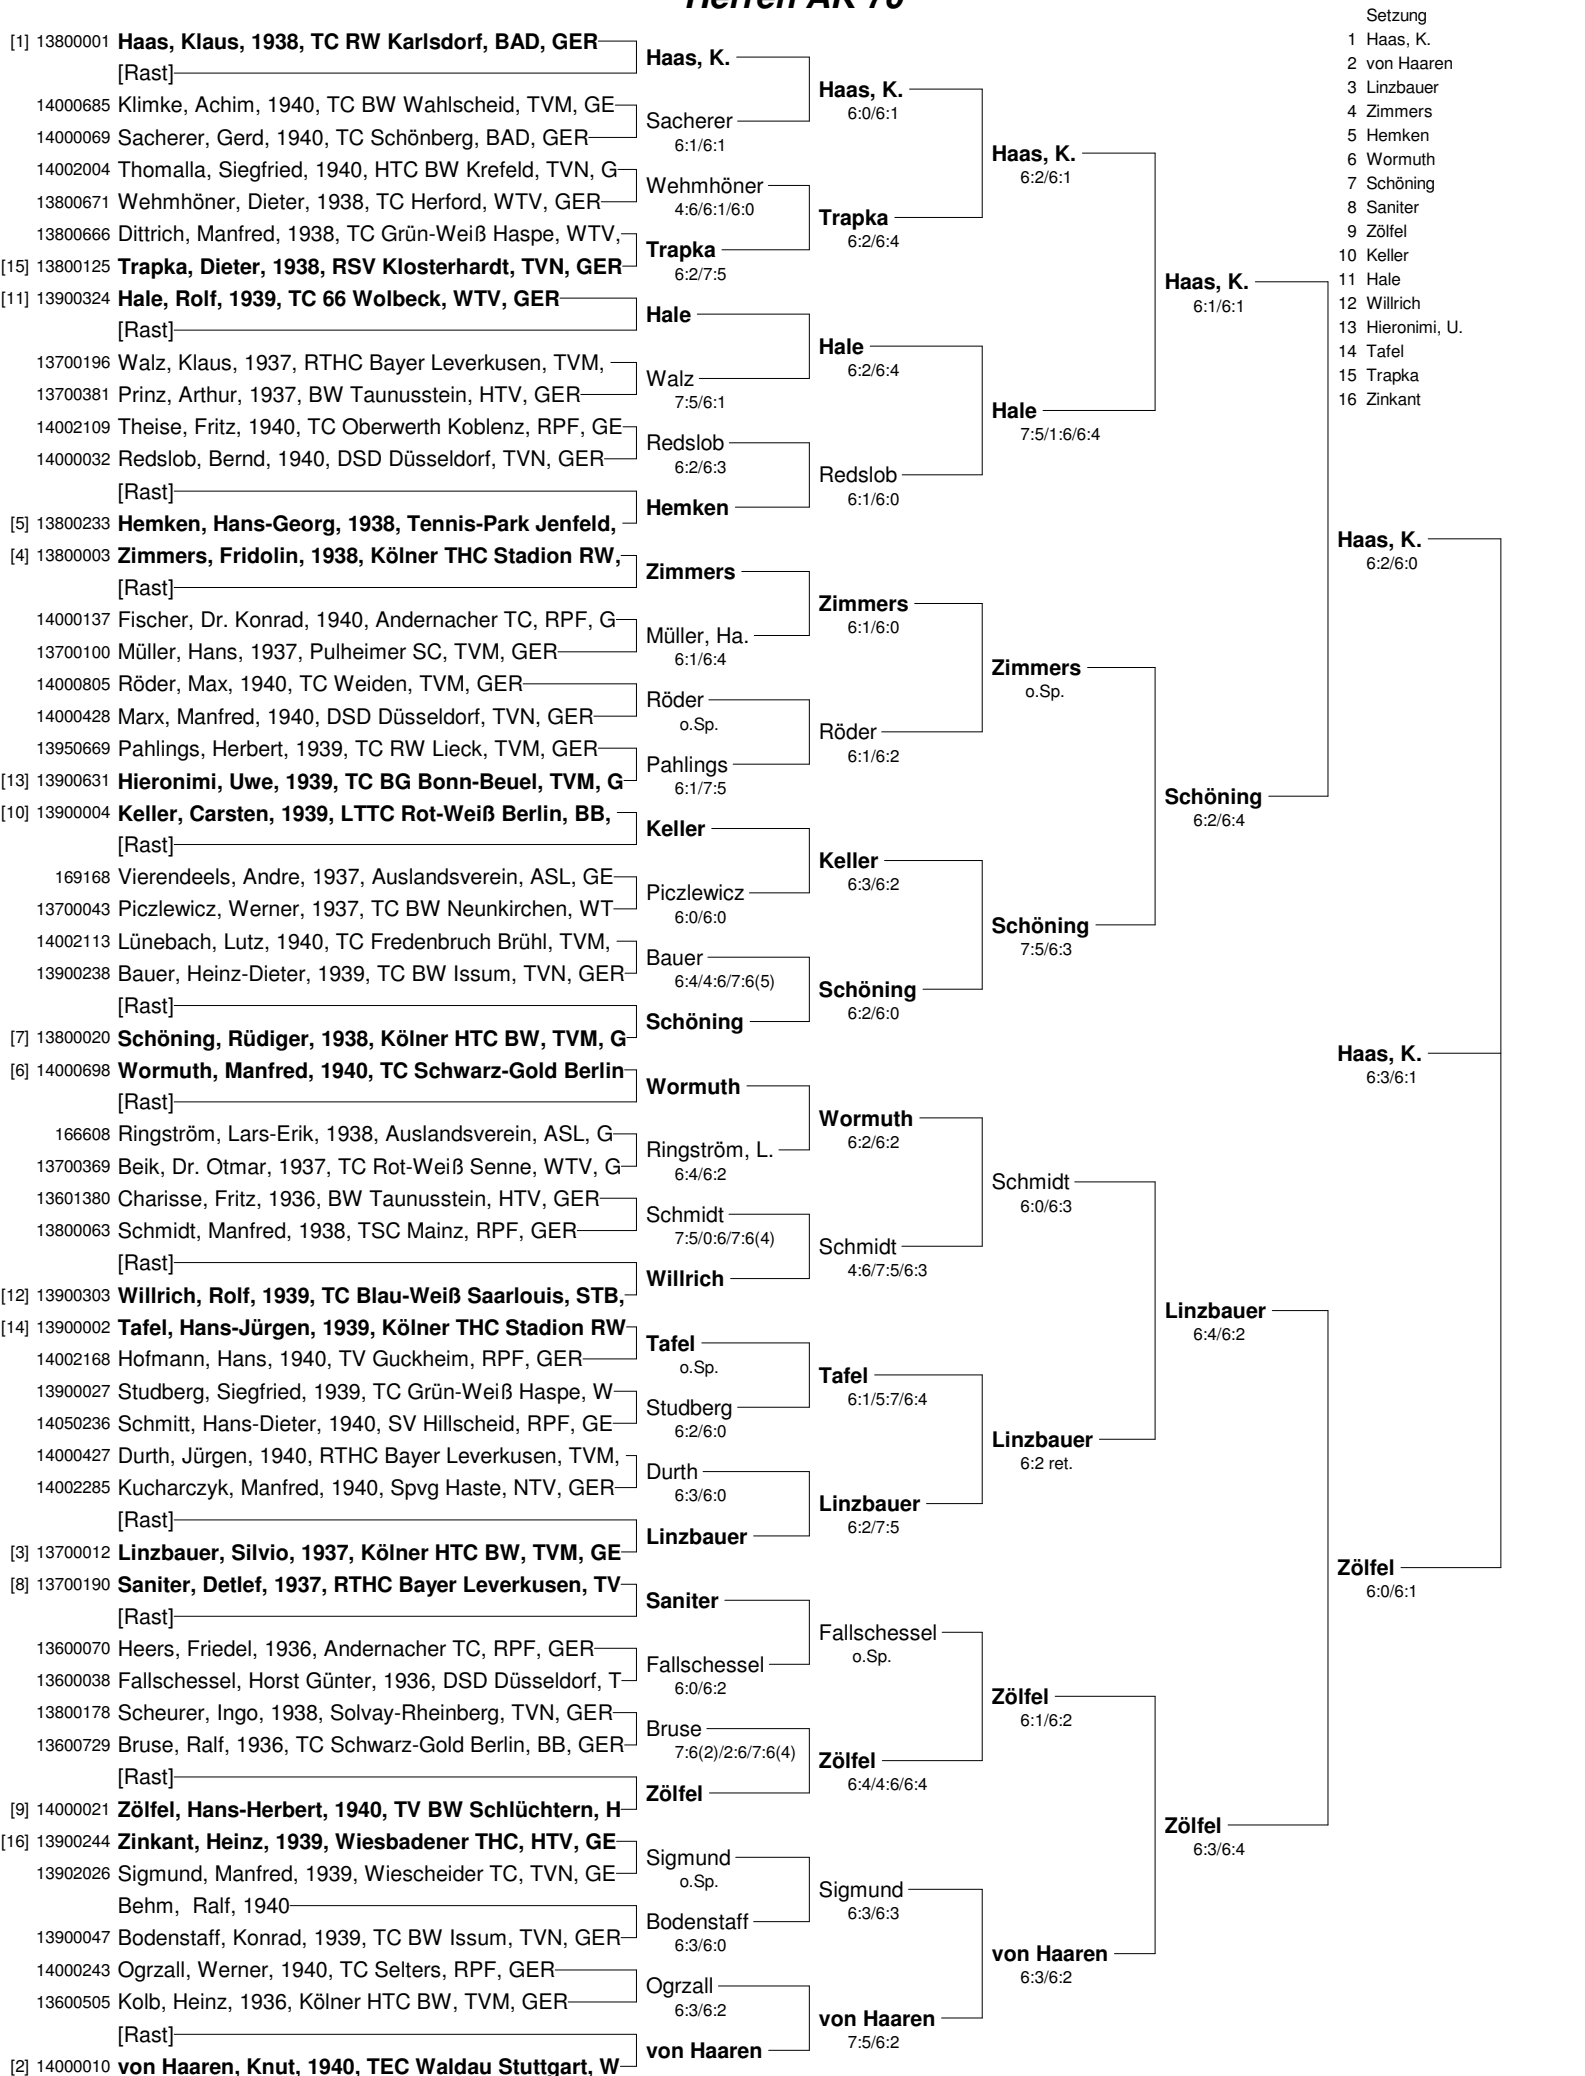 Herren AK 70
Setzung
1 Haas, K.
2 von Haaren
3 Linzbauer
4 Zimmers
5 Hemken
6 Wormuth
7 Schöning
8 Saniter
9 Zölfel
10 Keller
11 Hale
12 Willrich
13 Hieronimi, U.
14 Tafel
15 Trapka
16 Zinkant
[1] 13800001 Haas, Klaus, 1938, TC RW Karlsdorf, BAD, GER
[Rast]
14000685 Klimke, Achim, 1940, TC BW Wahlscheid, TVM, GE
14000069 Sacherer, Gerd, 1940, TC Schönberg, BAD, GER
14002004 Thomalla, Siegfried, 1940, HTC BW Krefeld, TVN, G
13800671 Wehmhöner, Dieter, 1938, TC Herford, WTV, GER
13800666 Dittrich, Manfred, 1938, TC Grün-Weiß Haspe, WTV,
[15] 13800125 Trapka, Dieter, 1938, RSV Klosterhardt, TVN, GER
[11] 13900324 Hale, Rolf, 1939, TC 66 Wolbeck, WTV, GER
[Rast]
13700196 Walz, Klaus, 1937, RTHC Bayer Leverkusen, TVM,
13700381 Prinz, Arthur, 1937, BW Taunusstein, HTV, GER
14002109 Theise, Fritz, 1940, TC Oberwerth Koblenz, RPF, GE
14000032 Redslob, Bernd, 1940, DSD Düsseldorf, TVN, GER
[Rast]
[5] 13800233 Hemken, Hans-Georg, 1938, Tennis-Park Jenfeld,
[4] 13800003 Zimmers, Fridolin, 1938, Kölner THC Stadion RW,
[Rast]
14000137 Fischer, Dr. Konrad, 1940, Andernacher TC, RPF, G
13700100 Müller, Hans, 1937, Pulheimer SC, TVM, GER
14000805 Röder, Max, 1940, TC Weiden, TVM, GER
14000428 Marx, Manfred, 1940, DSD Düsseldorf, TVN, GER
13950669 Pahlings, Herbert, 1939, TC RW Lieck, TVM, GER
[13] 13900631 Hieronimi, Uwe, 1939, TC BG Bonn-Beuel, TVM, G
[10] 13900004 Keller, Carsten, 1939, LTTC Rot-Weiß Berlin, BB,
[Rast]
169168 Vierendeels, Andre, 1937, Auslandsverein, ASL, GE
13700043 Piczlewicz, Werner, 1937, TC BW Neunkirchen, WT
14002113 Lünebach, Lutz, 1940, TC Fredenbruch Brühl, TVM,
13900238 Bauer, Heinz-Dieter, 1939, TC BW Issum, TVN, GER
[Rast]
[7] 13800020 Schöning, Rüdiger, 1938, Kölner HTC BW, TVM, G
[6] 14000698 Wormuth, Manfred, 1940, TC Schwarz-Gold Berlin
[Rast]
166608 Ringström, Lars-Erik, 1938, Auslandsverein, ASL, G
13700369 Beik, Dr. Otmar, 1937, TC Rot-Weiß Senne, WTV, G
13601380 Charisse, Fritz, 1936, BW Taunusstein, HTV, GER
13800063 Schmidt, Manfred, 1938, TSC Mainz, RPF, GER
[Rast]
[12] 13900303 Willrich, Rolf, 1939, TC Blau-Weiß Saarlouis, STB,
[14] 13900002 Tafel, Hans-Jürgen, 1939, Kölner THC Stadion RW
14002168 Hofmann, Hans, 1940, TV Guckheim, RPF, GER
13900027 Studberg, Siegfried, 1939, TC Grün-Weiß Haspe, W
14050236 Schmitt, Hans-Dieter, 1940, SV Hillscheid, RPF, GE
14000427 Durth, Jürgen, 1940, RTHC Bayer Leverkusen, TVM,
14002285 Kucharczyk, Manfred, 1940, Spvg Haste, NTV, GER
[Rast]
[3] 13700012 Linzbauer, Silvio, 1937, Kölner HTC BW, TVM, GE
[8] 13700190 Saniter, Detlef, 1937, RTHC Bayer Leverkusen, TV
[Rast]
13600070 Heers, Friedel, 1936, Andernacher TC, RPF, GER
13600038 Fallschessel, Horst Günter, 1936, DSD Düsseldorf, T
13800178 Scheurer, Ingo, 1938, Solvay-Rheinberg, TVN, GER
13600729 Bruse, Ralf, 1936, TC Schwarz-Gold Berlin, BB, GER
[Rast]
[9] 14000021 Zölfel, Hans-Herbert, 1940, TV BW Schlüchtern, H
[16] 13900244 Zinkant, Heinz, 1939, Wiesbadener THC, HTV, GE
13902026 Sigmund, Manfred, 1939, Wiescheider TC, TVN, GE
Behm, Ralf, 1940
13900047 Bodenstaff, Konrad, 1939, TC BW Issum, TVN, GER
14000243 Ogrzall, Werner, 1940, TC Selters, RPF, GER
13600505 Kolb, Heinz, 1936, Kölner HTC BW, TVM, GER
[Rast]
[2] 14000010 von Haaren, Knut, 1940, TEC Waldau Stuttgart, W
Haas, K.
Sacherer
6:1/6:1
Wehmhöner
4:6/6:1/6:0
Trapka
6:2/7:5
Hale
Walz
7:5/6:1
Redslob
6:2/6:3
Hemken
Zimmers
Müller, Ha.
6:1/6:4
Röder
o.Sp.
Pahlings
6:1/7:5
Keller
Piczlewicz
6:0/6:0
Bauer
6:4/4:6/7:6(5)
Schöning
Wormuth
Ringström, L.
6:4/6:2
Schmidt
7:5/0:6/7:6(4)
Willrich
Tafel
o.Sp.
Studberg
6:2/6:0
Durth
6:3/6:0
Linzbauer
Saniter
Fallschessel
6:0/6:2
Bruse
7:6(2)/2:6/7:6(4)
Zölfel
Sigmund
o.Sp.
Bodenstaff
6:3/6:0
Ogrzall
6:3/6:2
von Haaren
Haas, K.
6:0/6:1
Trapka
6:2/6:4
Hale
6:2/6:4
Redslob
6:1/6:0
Zimmers
6:1/6:0
Röder
6:1/6:2
Keller
6:3/6:2
Schöning
6:2/6:0
Wormuth
6:2/6:2
Schmidt
4:6/7:5/6:3
Tafel
6:1/5:7/6:4
Linzbauer
6:2/7:5
Fallschessel
o.Sp.
Zölfel
6:4/4:6/6:4
Sigmund
6:3/6:3
von Haaren
7:5/6:2
Haas, K.
6:2/6:1
Hale
7:5/1:6/6:4
Zimmers
o.Sp.
Schöning
7:5/6:3
Schmidt
6:0/6:3
Linzbauer
6:2 ret.
Zölfel
6:1/6:2
von Haaren
6:3/6:2
Haas, K.
6:1/6:1
Schöning
6:2/6:4
Linzbauer
6:4/6:2
Zölfel
6:3/6:4
Haas, K.
6:2/6:0
Zölfel
6:0/6:1
Haas, K.
6:3/6:1